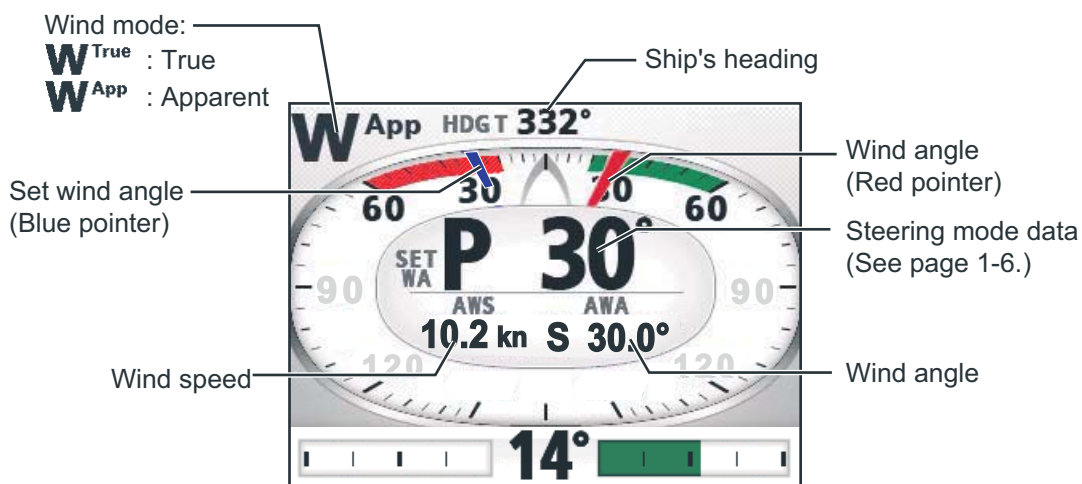 Wind mode:
W True : True
W App : Apparent
Ship's heading
W App HDG T 332°
Set wind angle
(Blue pointer)
Wind angle
(Red pointer)
60 30 30 60
Steering mode data
(See page 1-6.)
SET WA P 30°
90 90
AWS AWA
10.2 kn S 30.0°
120 120
Wind speed
Wind angle
14°